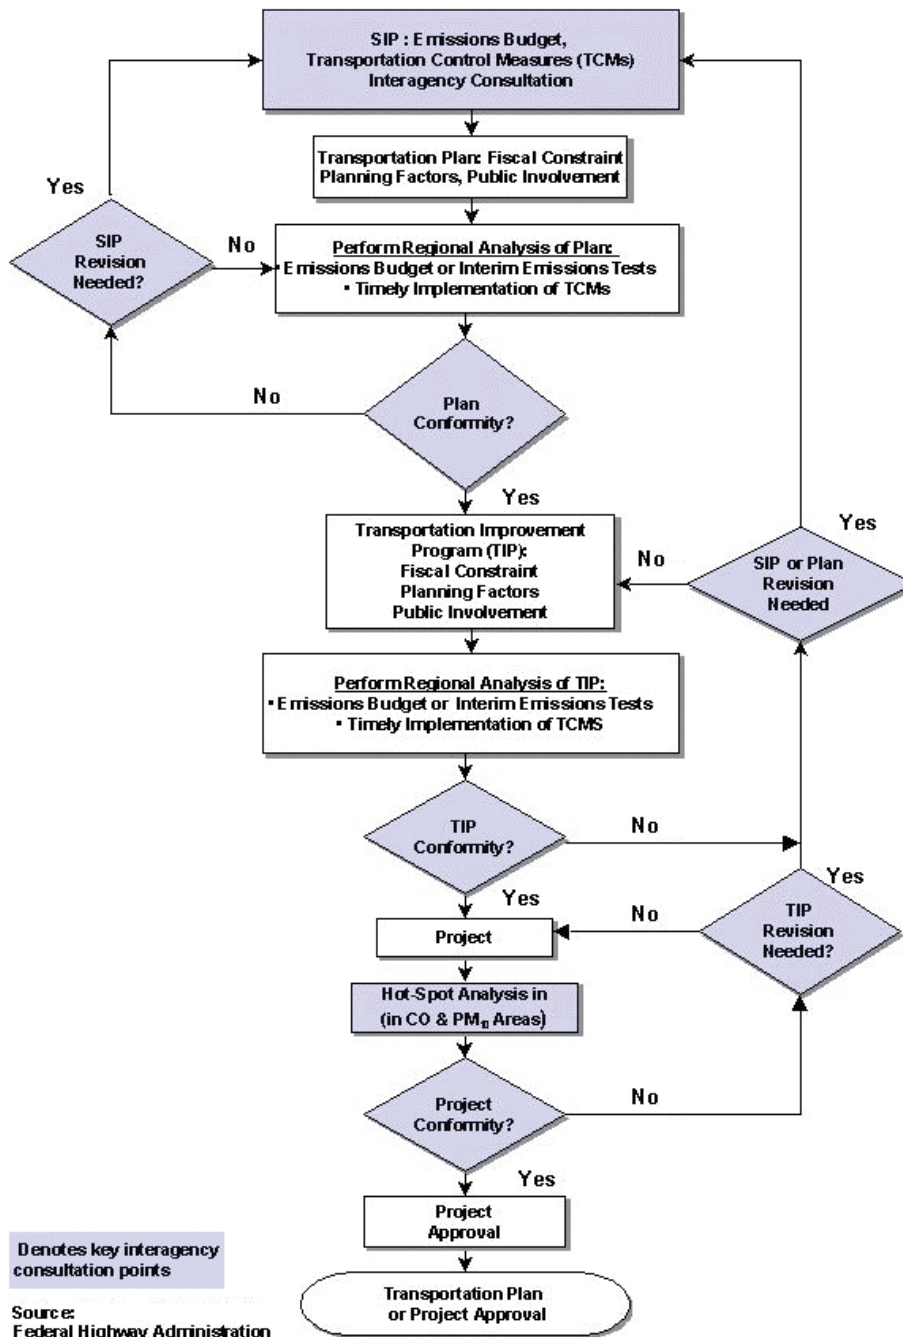 SIP : Emissions Budget,
Transportation Control Measures (TCMs)
Interagency Consultation
Transportation Plan: Fiscal Constraint
Planning Factors, Public Involvement
Yes
SIP
Revision
Needed?
No
Perform Regional Analysis of Plan:
• Emissions Budget or Interim Emissions Tests
• Timely Implementation of TCMs
No
Plan
Conformity?
Yes
Transportation Improvement
Program (TIP):
Fiscal Constraint
Planning Factors
Public Involvement
No
Yes
SIP or Plan
Revision
Needed
Perform Regional Analysis of TIP:
• Emissions Budget or Interim Emissions Tests
• Timely Implementation of TCMS
TIP
Conformity?
No
Yes
Yes
TIP
Revision
Needed?
No
Project
Hot-Spot Analysis in
(in CO & PM₁₀ Areas)
Project
Conformity?
No
Yes
Project
Approval
Transportation Plan
or Project Approval
Denotes key interagency
consultation points
Source:
Federal Highway Administration